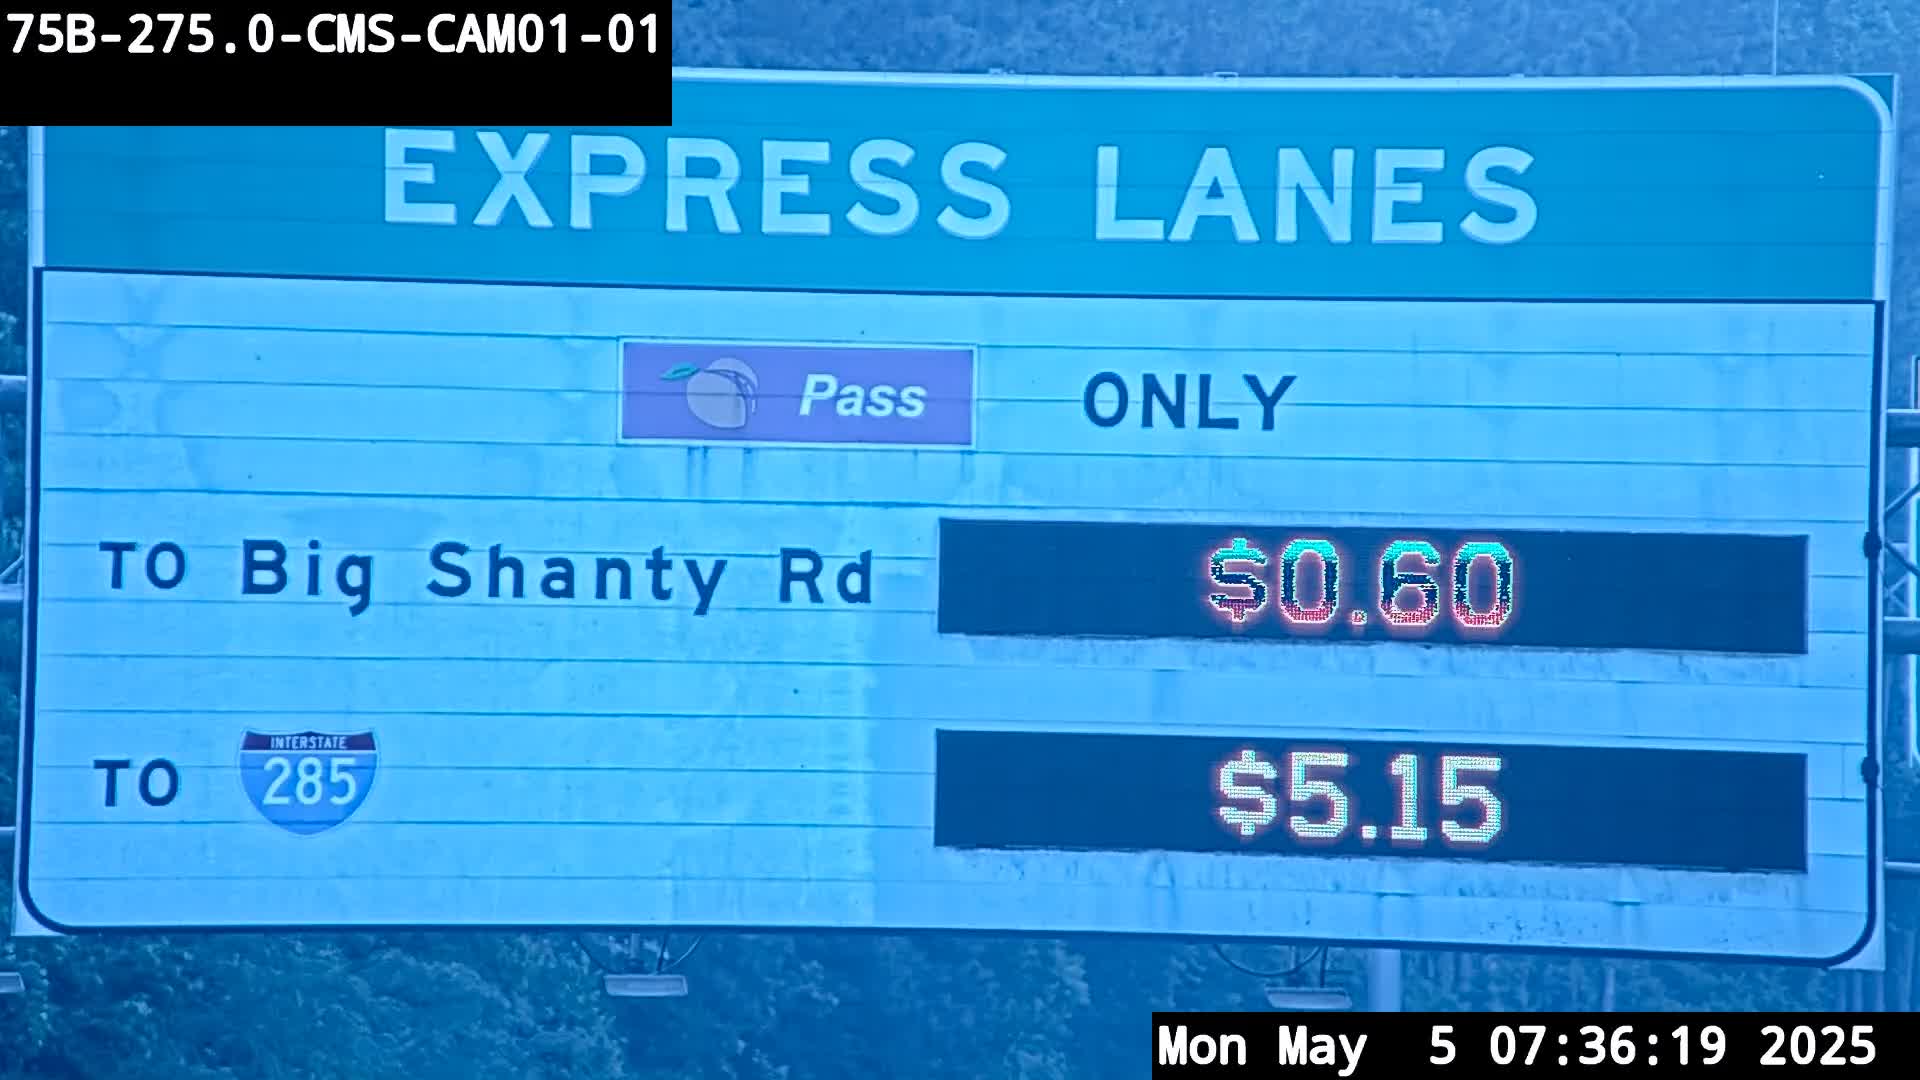 75B-275.0-CMS-CAM01-01
EXPRESS LANES
Pass ONLY
TO Big Shanty Rd $0.60
TO INTERSTATE 285 $5.15
Mon May 5 07:36:19 2025